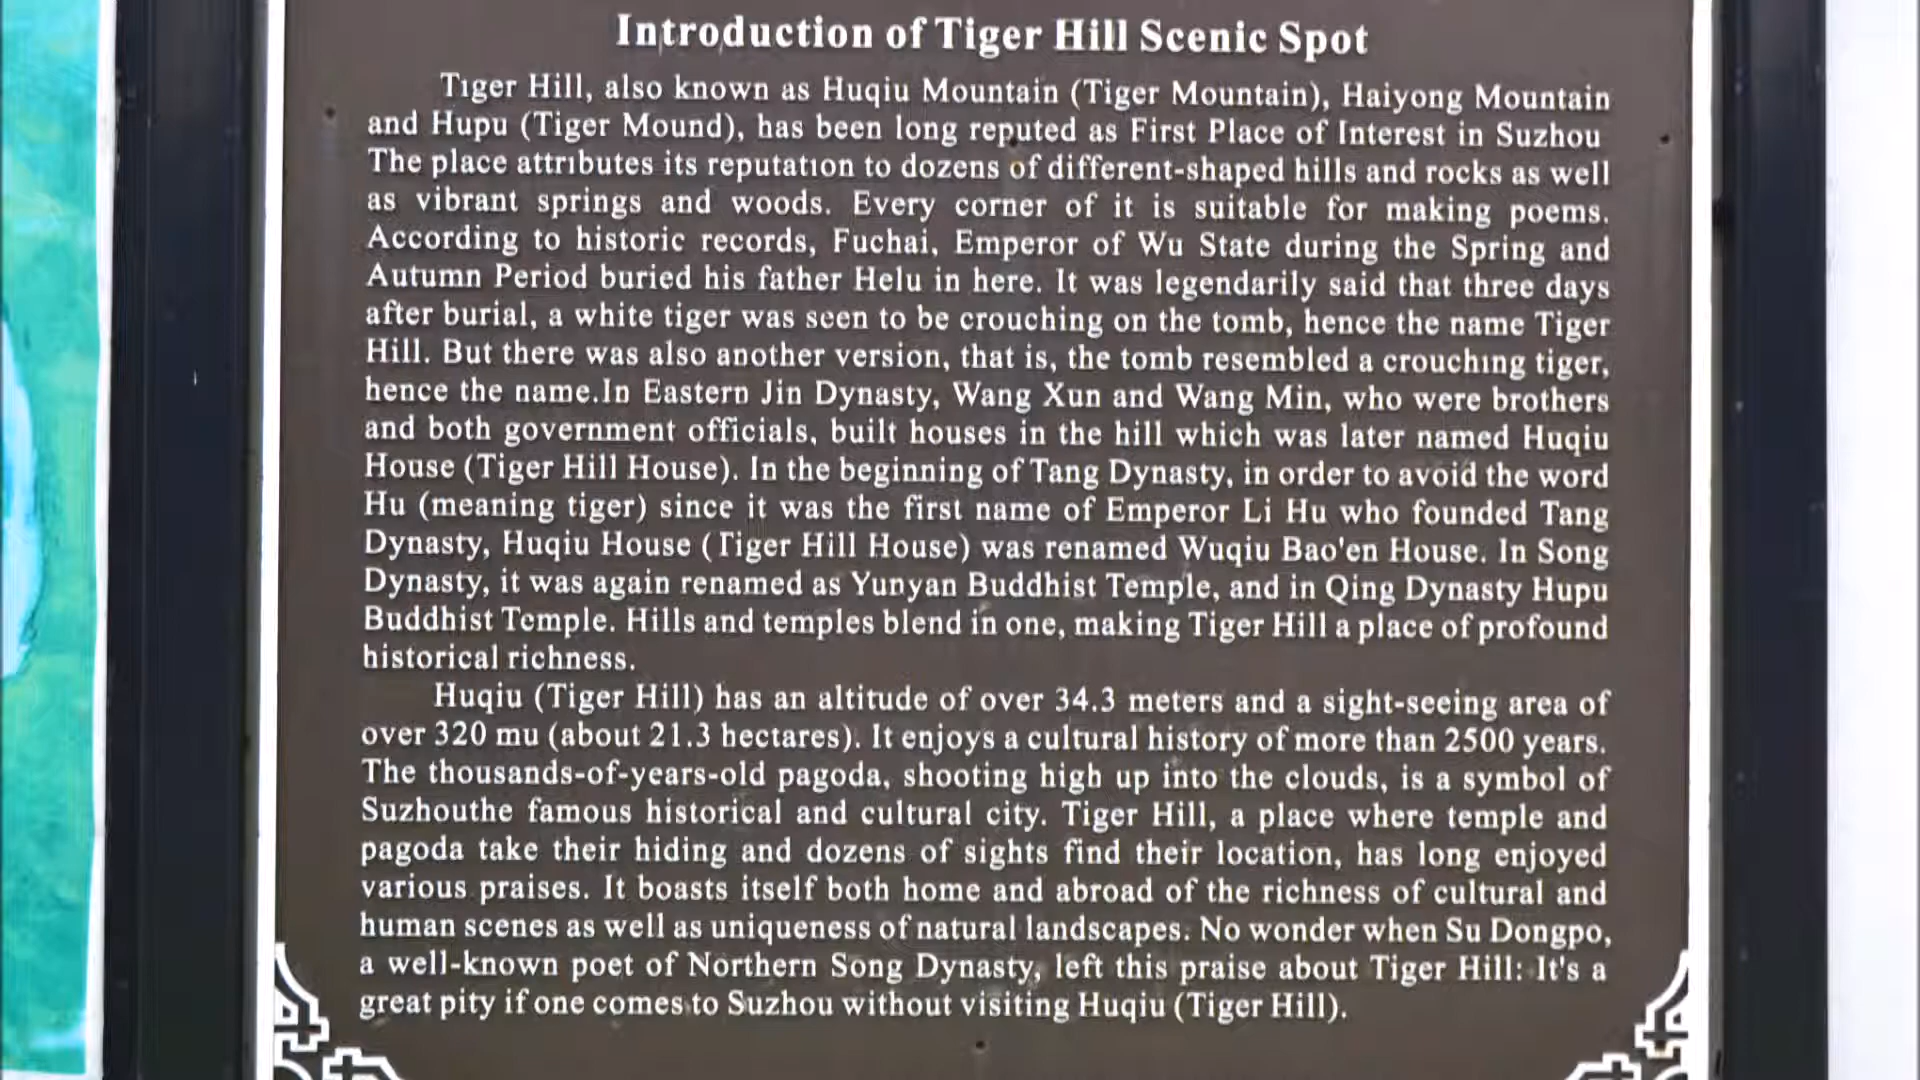 Introduction of Tiger Hill Scenic Spot
Tiger Hill, also known as Huqiu Mountain (Tiger Mountain), Haiyong Mountain
and Hupu (Tiger Mound), has been long reputed as First Place of Interest in Suzhou
The place attributes its reputation to dozens of different-shaped hills and rocks as well
as vibrant springs and woods. Every corner of it is suitable for making poems.
According to historic records, Fuchai, Emperor of Wu State during the Spring and
Autumn Period buried his father Helu in here. It was legendarily said that three days
after burial, a white tiger was seen to be crouching on the tomb, hence the name Tiger
Hill. But there was also another version, that is, the tomb resembled a crouching tiger,
hence the name.In Eastern Jin Dynasty, Wang Xun and Wang Min, who were brothers
and both government officials, built houses in the hill which was later named Huqiu
House (Tiger Hill House). In the beginning of Tang Dynasty, in order to avoid the word
Hu (meaning tiger) since it was the first name of Emperor Li Hu who founded Tang
Dynasty, Huqiu House (Tiger Hill House) was renamed Wuqiu Bao'en House. In Song
Dynasty, it was again renamed as Yunyan Buddhist Temple, and in Qing Dynasty Hupu
Buddhist Temple. Hills and temples blend in one, making Tiger Hill a place of profound
historical richness.
Huqiu (Tiger Hill) has an altitude of over 34.3 meters and a sight-seeing area of
over 320 mu (about 21.3 hectares). It enjoys a cultural history of more than 2500 years.
The thousands-of-years-old pagoda, shooting high up into the clouds, is a symbol of
Suzhouthe famous historical and cultural city. Tiger Hill, a place where temple and
pagoda take their hiding and dozens of sights find their location, has long enjoyed
various praises. It boasts itself both home and abroad of the richness of cultural and
human scenes as well as uniqueness of natural landscapes. No wonder when Su Dongpo,
a well-known poet of Northern Song Dynasty, left this praise about Tiger Hill: It's a
great pity if one comes to Suzhou without visiting Huqiu (Tiger Hill).